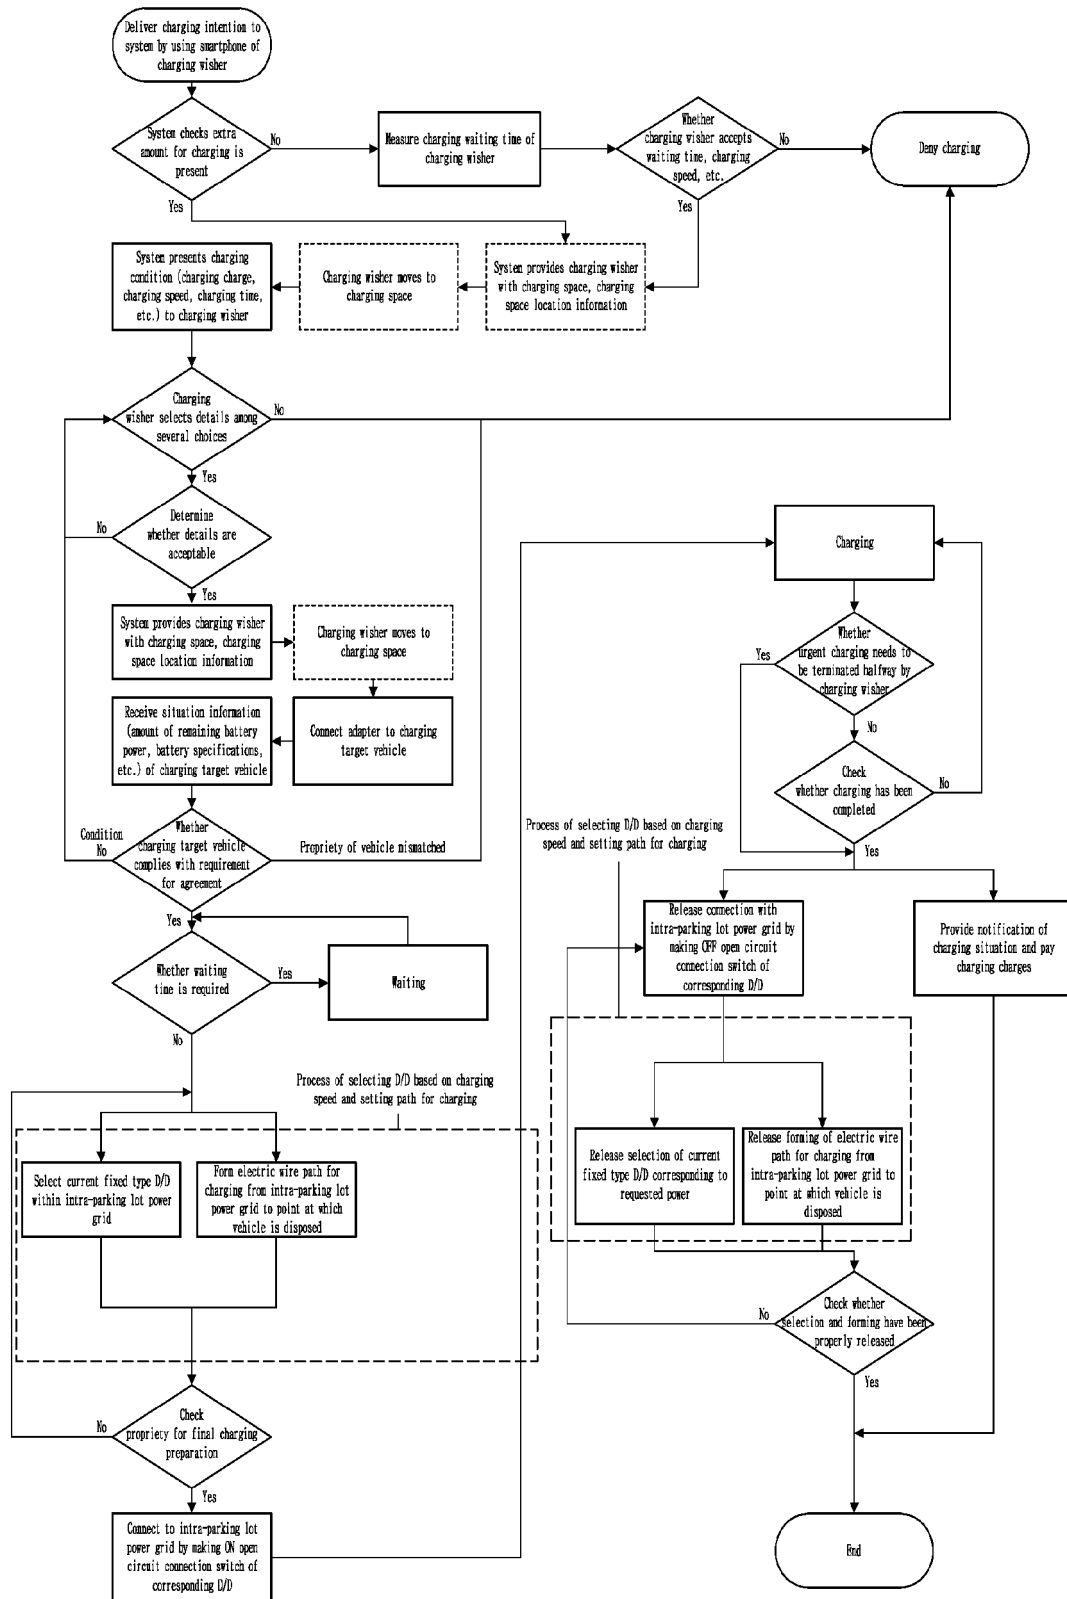 Deliver charging intention to
system by using smartphone of
charging wisher
System checks extra
amount for charging is
present
No
Yes
Measure charging waiting time of
charging wisher
Whether
charging wisher accepts
waiting time, charging
speed, etc.
No
Yes
Deny charging
System presents charging
condition (charging charge,
charging speed, charging time,
etc.) to charging wisher
Charging wisher moves to
charging space
System provides charging wisher
with charging space, charging
space location information
Charging
wisher selects details among
several choices
No
Yes
Determine
whether details are
acceptable
No
Yes
System provides charging wisher
with charging space, charging
space location information
Charging wisher moves to
charging space
Receive situation information
(amount of remaining battery
power, battery specifications,
etc.) of charging target vehicle
Connect adapter to charging
target vehicle
Condition
No
Whether
charging target vehicle
complies with requirement
for agreement
Propriety of vehicle mismatched
Yes
Whether waiting
time is required
Yes
Waiting
No
Process of selecting D/D based on charging
speed and setting path for charging
Select current fixed type D/D
within intra-parking lot power
grid
Form electric wire path for
charging from intra-parking lot
power grid to point at which
vehicle is disposed
Check
propriety for final charging
preparation
No
Yes
Connect to intra-parking lot
power grid by making ON open
circuit connection switch of
corresponding D/D
Charging
Whether
urgent charging needs to
be terminated halfway by
charging wisher
Yes
No
Check
whether charging has been
completed
No
Yes
Process of selecting D/D based on charging
speed and setting path for charging
Release connection with
intra-parking lot power grid by
making OFF open circuit
connection switch of
corresponding D/D
Provide notification of
charging situation and pay
charging charges
Release selection of current
fixed type D/D corresponding to
requested power
Release forming of electric wire
path for charging from
intra-parking lot power grid to
point at which vehicle is
disposed
Check whether
selection and forming have been
properly released
No
Yes
End